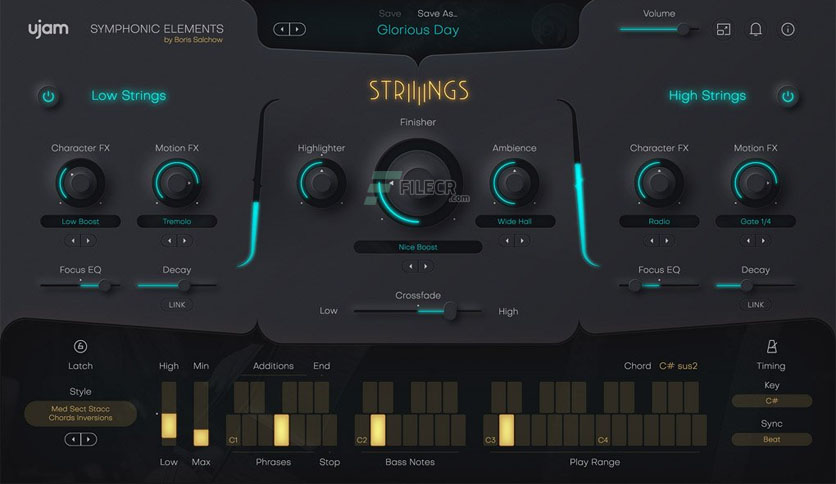 ujam
SYMPHONIC ELEMENTS
by Boris Salchow
Save Save As...
Glorious Day
Volume
Low Strings
STRIIIINGS
High Strings
Finisher
Character FX Motion FX
Highlighter Ambience
Character FX Motion FX
FILECR
.com
Low Boost Tremolo
Wide Hall
Radio Gate 1/4
Nice Boost
Focus EQ Decay
Focus EQ Decay
LINK
Crossfade
Low High
LINK
Latch
High Min
Additions End
Chord C# sus2
Timing
Style
Med Sect Stacc
Chords Inversions
Key
C#
Sync
Beat
C1 C2 C3 C4
Low Max
Phrases Stop
Bass Notes
Play Range